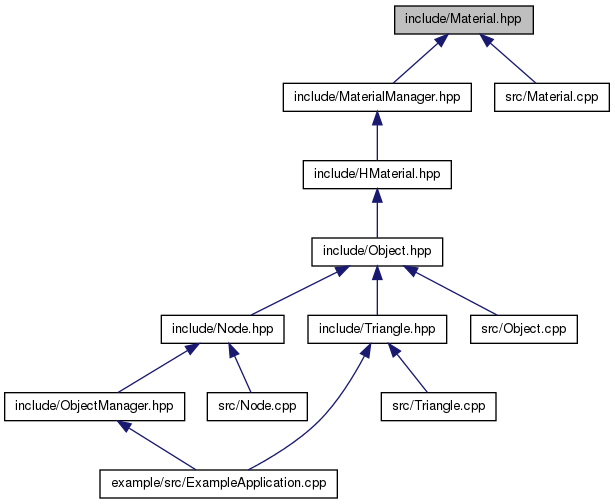 include/Material.hpp
include/MaterialManager.hpp
src/Material.cpp
include/HMaterial.hpp
include/Object.hpp
include/Node.hpp
include/Triangle.hpp
src/Object.cpp
include/ObjectManager.hpp
src/Node.cpp
src/Triangle.cpp
example/src/ExampleApplication.cpp